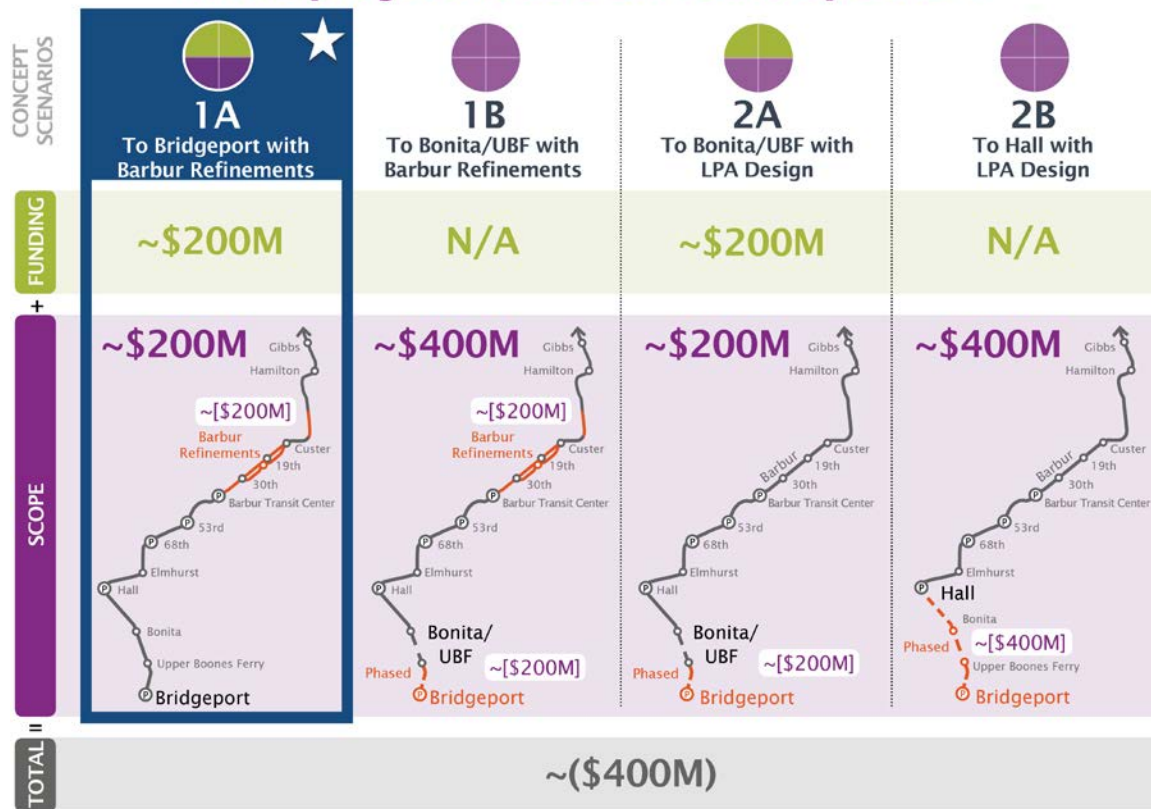 CONCEPT
SCENARIOS
1A
To Bridgeport with
Barbur Refinements
1B
To Bonita/UBF with
Barbur Refinements
2A
To Bonita/UBF with
LPA Design
2B
To Hall with
LPA Design
FUNDING
~$200M
N/A
~$200M
N/A
+
SCOPE
~$200M
Gibbs
Hamilton
~[$200M]
Barbur
Refinements
Custer
19th
30th
Barbur Transit Center
P
53rd
P
68th
P
Elmhurst
P
Hall
Bonita
Upper Boones Ferry
P
Bridgeport
~$400M
Gibbs
Hamilton
~[$200M]
Barbur
Refinements
Custer
19th
30th
Barbur Transit Center
P
53rd
P
68th
P
Elmhurst
P
Hall
Bonita/
UBF
Phased
~[$200M]
P
Bridgeport
~$200M
Gibbs
Hamilton
Custer
Barbur
19th
30th
Barbur Transit Center
P
53rd
P
68th
P
Elmhurst
P
Hall
Bonita/
UBF
Phased
~[$200M]
P
Bridgeport
~$400M
Gibbs
Hamilton
Custer
Barbur
19th
30th
Barbur Transit Center
P
53rd
P
68th
P
Elmhurst
P
Hall
Bonita
Phased
~[$400M]
Upper Boones Ferry
P
Bridgeport
=
TOTAL
~($400M)